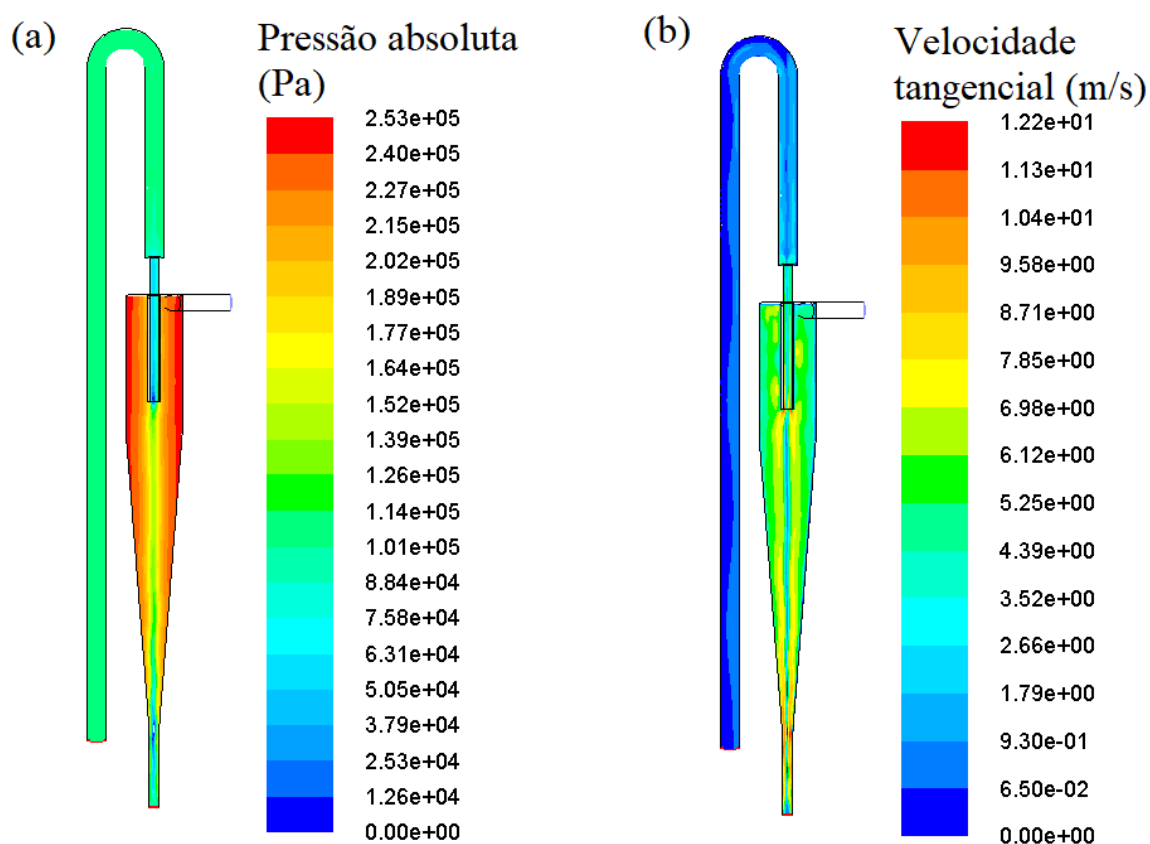 (a)
Pressão absoluta
(Pa)
2.53e+05
2.40e+05
2.27e+05
2.15e+05
2.02e+05
1.89e+05
1.77e+05
1.64e+05
1.52e+05
1.39e+05
1.26e+05
1.14e+05
1.01e+05
8.84e+04
7.58e+04
6.31e+04
5.05e+04
3.79e+04
2.53e+04
1.26e+04
0.00e+00
(b)
Velocidade
tangencial (m/s)
1.22e+01
1.13e+01
1.04e+01
9.58e+00
8.71e+00
7.85e+00
6.98e+00
6.12e+00
5.25e+00
4.39e+00
3.52e+00
2.66e+00
1.79e+00
9.30e-01
6.50e-02
0.00e+00